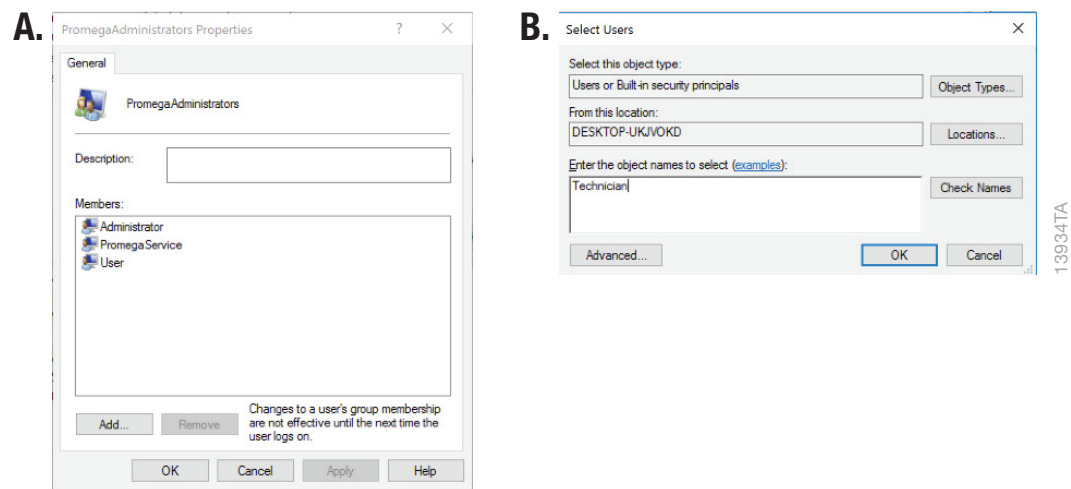 A.
PromegaAdministrators Properties
?
General
PromegaAdministrators
Description:
Members:
Administrator
PromegaService
User
Add...
Remove
Changes to a user's group membership
are not effective until the next time the
user logs on.
OK
Cancel
Apply
Help
B.
Select Users
Select this object type:
Users or Built-in security principals
Object Types...
From this location:
DESKTOP-UKJVOKD
Locations...
Enter the object names to select (examples):
Technician
Check Names
Advanced...
OK
Cancel
13934TA